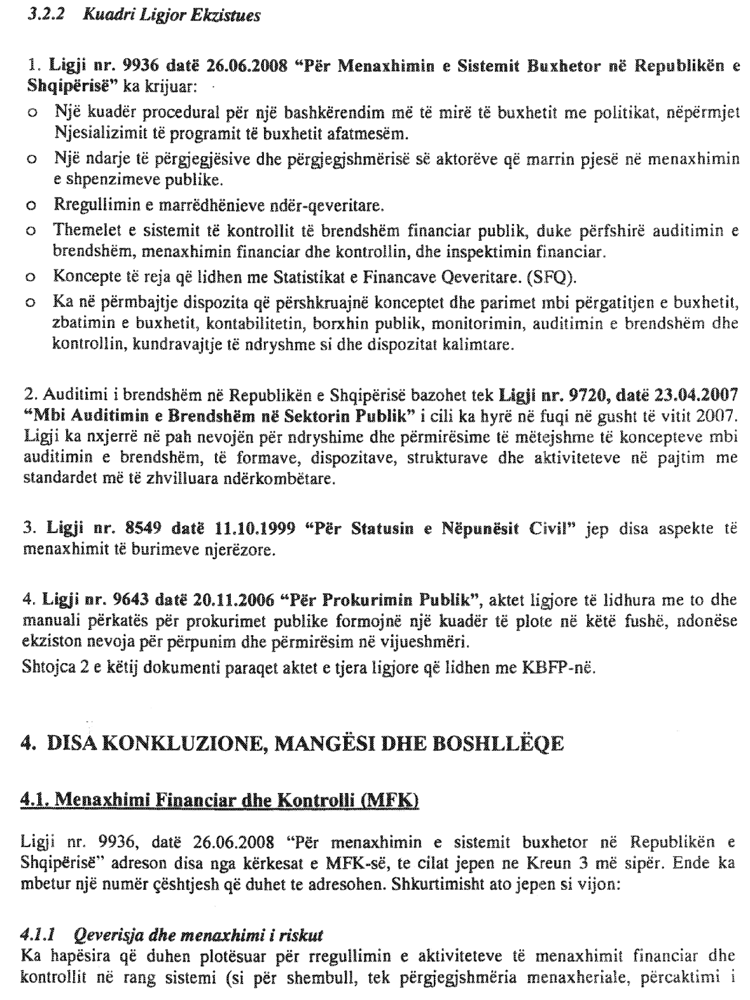 3.2.2 Kuadri Ligjor Ekzistues
1. Ligji nr. 9936 datë 26.06.2008 “Për Menaxhimin e Sistemit Buxhetor në Republikën e
Shqipërisë” ka krijuar:
o Një kuadër procedural për një bashkërendim më të mirë të buxhetit me politikat, nëpërmjet
Njesializimit të programit të buxhetit afatmesëm.
o Një ndarje të përgjegjësive dhe përgjegjshmërisë së aktorëve që marrin pjesë në menaxhimin
e shpenzimeve publike.
o Rregullimin e marrëdhënieve ndër-qeveritare.
o Themelet e sistemit të kontrollit të brendshëm financiar publik, duke përfshirë auditimin e
brendshëm, menaxhimin financiar dhe kontrollin, dhe inspektimin financiar.
o Koncepte të reja që lidhen me Statistikat e Financave Qeveritare. (SFQ).
o Ka në përmbajtje dispozita që përshkruajnë konceptet dhe parimet mbi përgatitjen e buxhetit,
zbatimin e buxhetit, kontabilitetin, borxhin publik, monitorimin, auditimin e brendshëm dhe
kontrollin, kundravajtje të ndryshme si dhe dispozitat kalimtare.
2. Auditimi i brendshëm në Republikën e Shqipërisë bazohet tek Ligji nr. 9720, datë 23.04.2007
“Mbi Auditimin e Brendshëm në Sektorin Publik” i cili ka hyrë në fuqi në gusht të vitit 2007.
Ligji ka nxjerrë në pah nevojën për ndryshime dhe përmirësime të mëtejshme të koncepteve mbi
auditimin e brendshëm, të formave, dispozitave, strukturave dhe aktiviteteve në pajtim me
standardet më të zhvilluara ndërkombëtare.
3. Ligji nr. 8549 datë 11.10.1999 “Për Statusin e Nëpunësit Civil” jep disa aspekte të
menaxhimit të burimeve njerëzore.
4. Ligji nr. 9643 datë 20.11.2006 “Për Prokurimin Publik”, aktet ligjore të lidhura me to dhe
manuali përkatës për prokurimet publike formojnë një kuadër të plote në këtë fushë, ndonëse
ekziston nevoja për përpunim dhe përmirësim në vijueshmëri.
Shtojca 2 e këtij dokumenti paraqet aktet e tjera ligjore që lidhen me KBFP-në.
4. DISA KONKLUZIONE, MANGËSI DHE BOSHLLËQE
4.1. Menaxhimi Financiar dhe Kontrolli (MFK)
Ligji nr. 9936, datë 26.06.2008 “Për menaxhimin e sistemit buxhetor në Republikën e
Shqipërisë” adreson disa nga kërkesat e MFK-së, te cilat jepen ne Kreun 3 më sipër. Ende ka
mbetur një numër çështjesh që duhet te adresohen. Shkurtimisht ato jepen si vijon:
4.1.1 Qeverisja dhe menaxhimi i riskut
Ka hapësira që duhen plotësuar për rregullimin e aktiviteteve të menaxhimit financiar dhe
kontrollit në rang sistemi (si për shembull, tek përgjegjshmëria menaxheriale, përcaktimi i